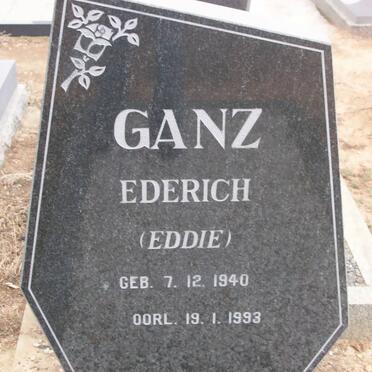 GANZ
EDERICH
(EDDIE)
GEB. 7. 12. 1940
OORL. 19. 1. 1993